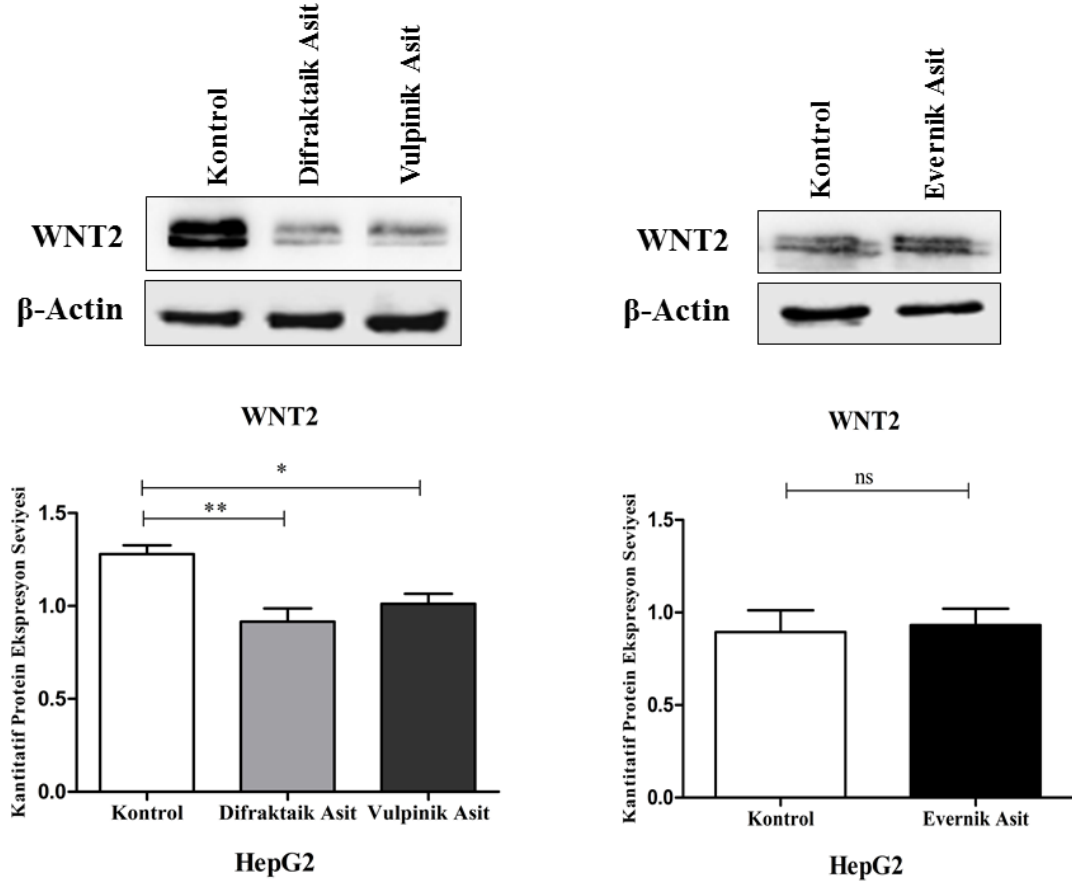 Kontrol
Difraktaik Asit
Vulpinik Asit
WNT2
β-Actin
WNT2
*
**
Kantitatif Protein Ekspresyon Seviyesi
1.5
1.0
0.5
0.0
Kontrol Difraktaik Asit Vulpinik Asit
HepG2
Kontrol
Evernik Asit
WNT2
β-Actin
WNT2
ns
Kantitatif Protein Ekspresyon Seviyesi
1.5
1.0
0.5
0.0
Kontrol Evernik Asit
HepG2